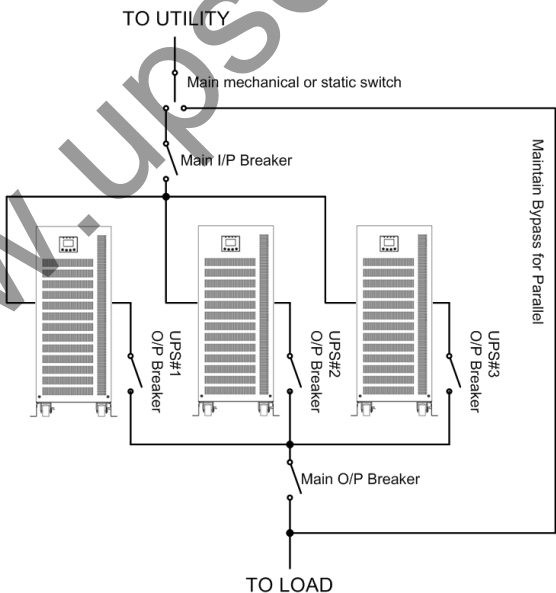 TO UTILITY
Main mechanical or static switch
Main I/P Breaker
Maintain Bypass for Parallel
UPS#1
O/P Breaker
UPS#2
O/P Breaker
UPS#3
O/P Breaker
Main O/P Breaker
TO LOAD
w.upse